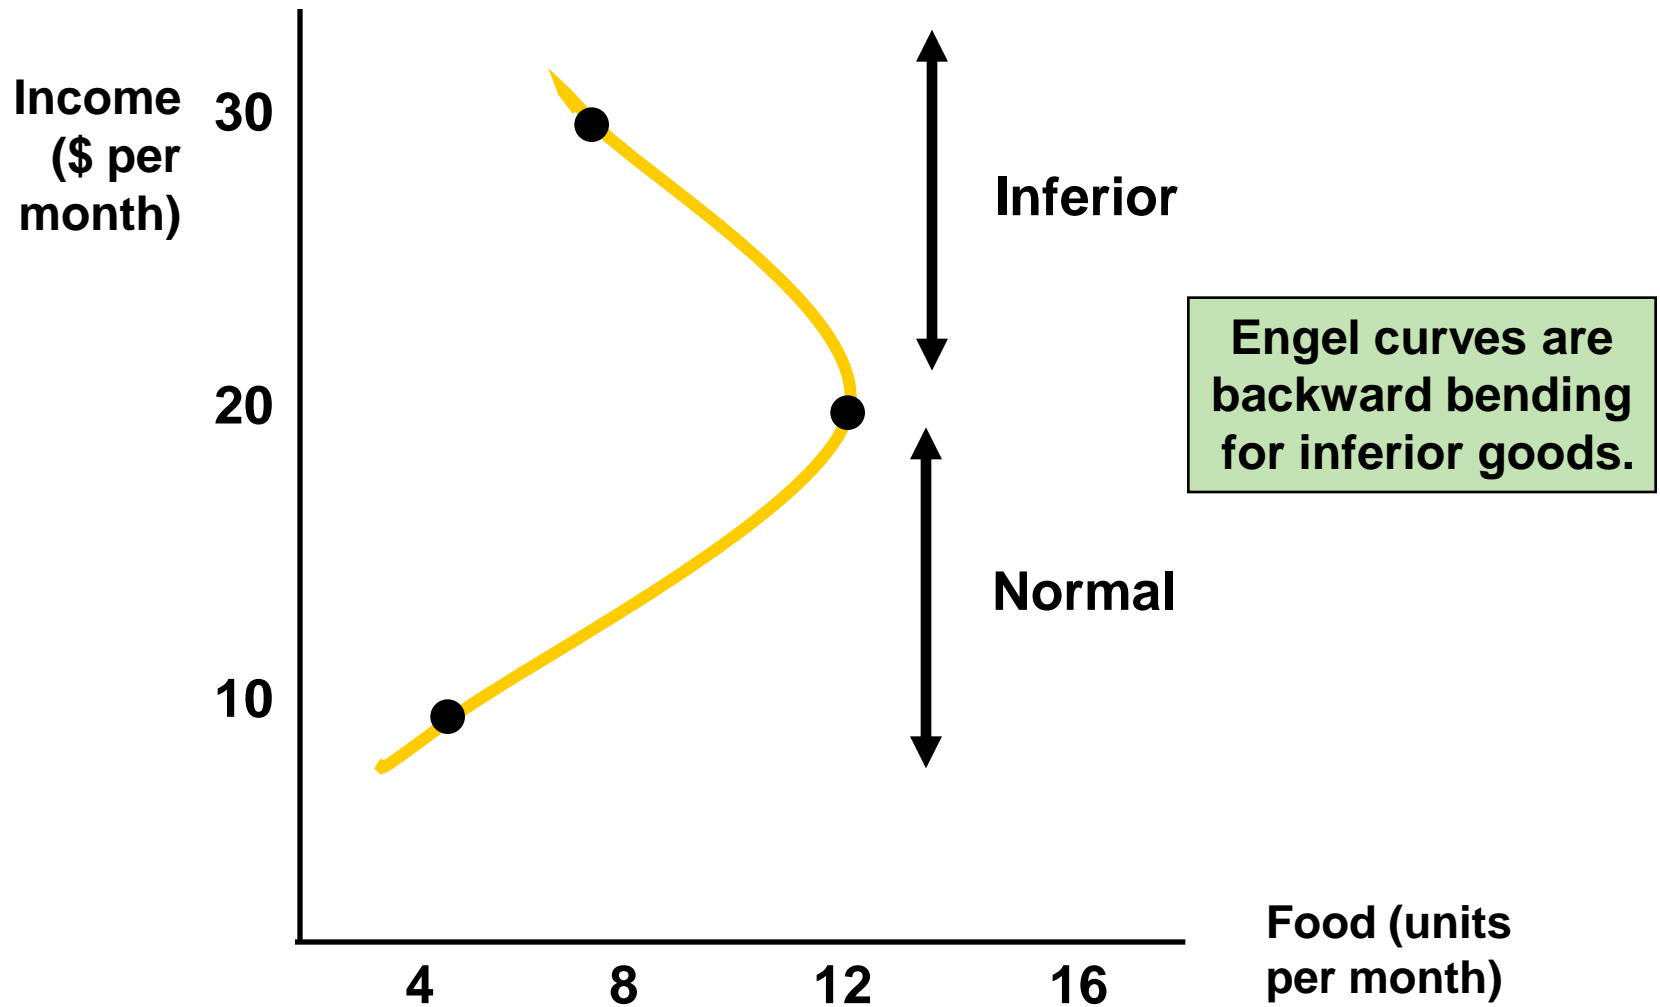 Income
($ per
month)
30
20
10
Inferior
Engel curves are
backward bending
for inferior goods.
Normal
4 8 12 16
Food (units
per month)